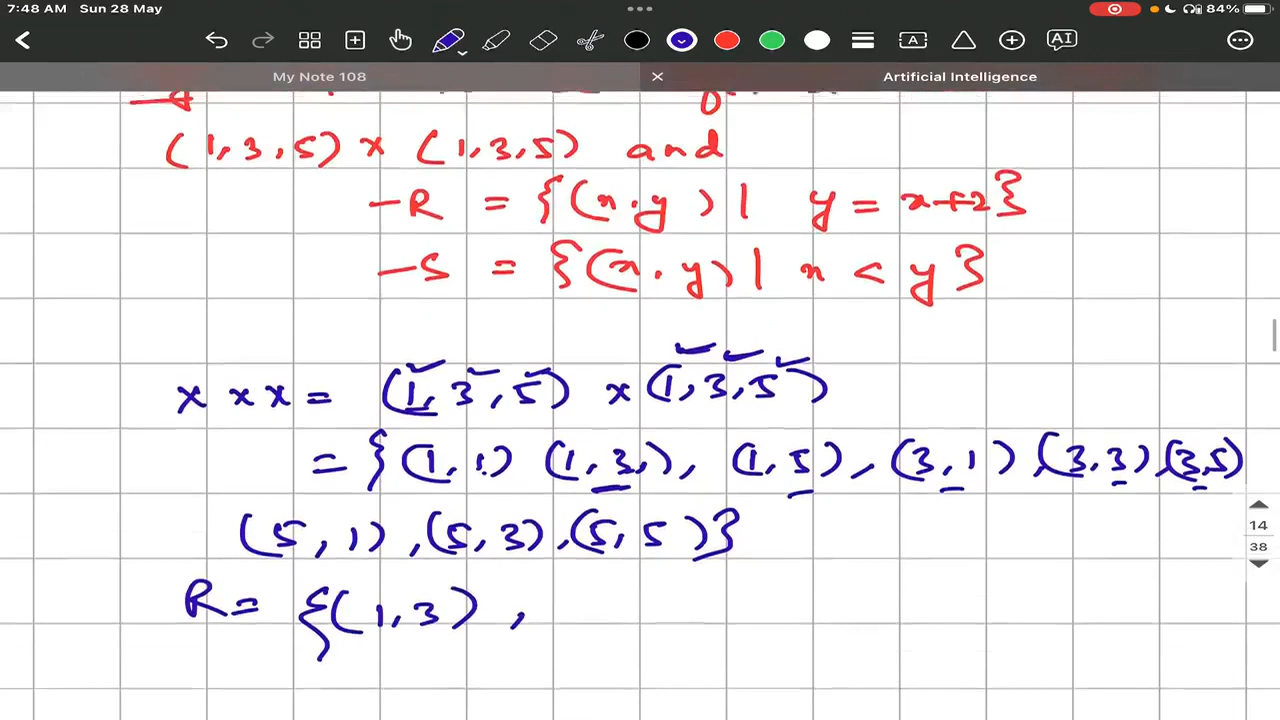 7:48 AM Sun 28 May
84%
A
AI
My Note 108
Artificial Intelligence
(1, 3, 5) x (1, 3, 5) and
- R = {(x.y) | y = x+2}
- S = {(x.y) | x < y}
x x x = (1, 3, 5) x (1, 3, 5)
= {(1, 1) (1, 3,), (1, 5), (3, 1), (3, 3), (3,5)
(5, 1), (5, 3), (5, 5)}
R = {(1, 3) ,
14
38